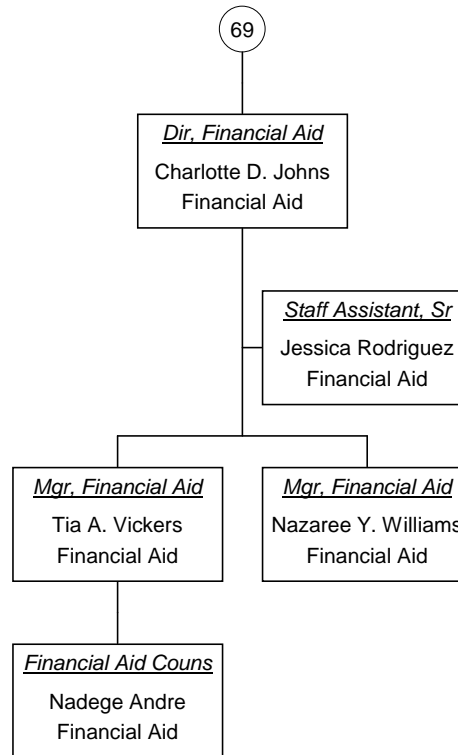 69
Dir, Financial Aid
Charlotte D. Johns
Financial Aid
Staff Assistant, Sr
Jessica Rodriguez
Financial Aid
Mgr, Financial Aid
Tia A. Vickers
Financial Aid
Mgr, Financial Aid
Nazaree Y. Williams
Financial Aid
Financial Aid Couns
Nadege Andre
Financial Aid